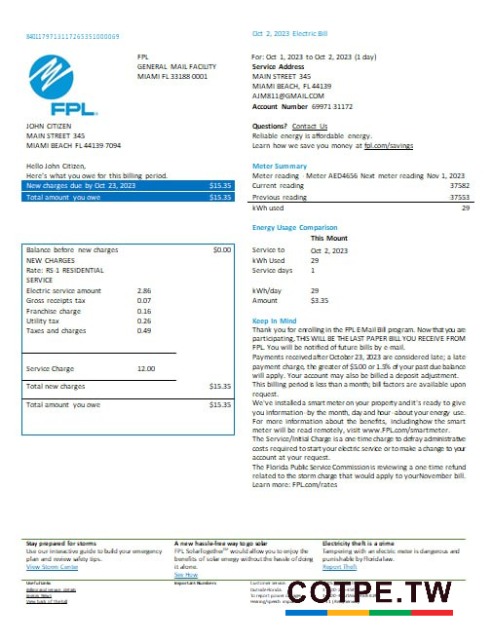 8401179713117265391000069
Oct 2, 2023 Electric Bill
FPL
GENERAL MAIL FACILITY
MIAMI FL 33188 0001
FPL.
For: Oct 1, 2023 to Oct 2, 2023 (1 day)
Service Address
MAIN STREET 345
MIAMI BEACH, FL 44139
AJM811@GMAIL.COM
Account Number 69971 31172
JOHN CITIZEN
MAIN STREET 345
MIAMI BEACH FL 44139 7094
Questions? Contact Us
Reliable energy is affordable energy.
Learn how we save you money at fpl.com/savings
Hello John Citizen,
Here's what you owe for this billing period.
New charges due by Oct 23, 2023 $15.35
Total amount you owe $15.35
Meter Summary
Meter reading - Meter AED4656 Next meter reading Nov 1, 2023
Current reading 37582
Previous reading 37553
kWh used 29
Energy Usage Comparison
This Mount
Service to Oct 2, 2023
kWh Used 29
Service days 1
kWh/day 29
Amount $3.35
Balance before new charges $0.00
NEW CHARGES
Rate: RS-1 RESIDENTIAL
SERVICE
Electric service amount 2.86
Gross receipts tax 0.07
Franchise charge 0.16
Utility tax 0.26
Taxes and charges 0.49
Service Charge 12.00
Total new charges $15.35
Total amount you owe $15.35
Keep In Mind
Thank you for enrolling in the FPL E-Mail Bill program. Now that you are
participating, THIS WILL BE THE LAST PAPER BILL YOU RECEIVE FROM
FPL. You will be notified of future bills by e-mail.
Payments received after October 23, 2023 are considered late; a late
payment charge, the greater of $5.00 or 1.5% of your past due balance
will apply. Your account may also be billed a deposit adjustment.
This billing period is less than a month; bill factors are available upon
request.
We've installed a smart meter on your property and it's ready to give
you information -by the month, day and hour -about your energy use.
For more information about the benefits, including how the smart
meter will be read remotely, visit www.FPL.com/smartmeter.
The Service/Initial Charge is a one time charge to defray administrative
costs required to start your electric service or to make a change to your
account at your request.
The Florida Public Service Commission is reviewing a one-time refund
related to the storm charge that would apply to your November bill.
Learn more: FPL.com/rates
Stay prepared for storms
Use our interactive guide to build your emergency
plan and review safety tips.
View Storm Center
A new hassle-free way to go solar
FPL SolarTogether℠ would allow you to enjoy the
benefits of solar energy without the hassle of doing
it alone.
See How
Electricity theft is a crime
Tampering with an electric meter is dangerous and
punishable by florida law.
Report Theft
Useful Links
Important Numbers
Customer Service
COTPE.TW